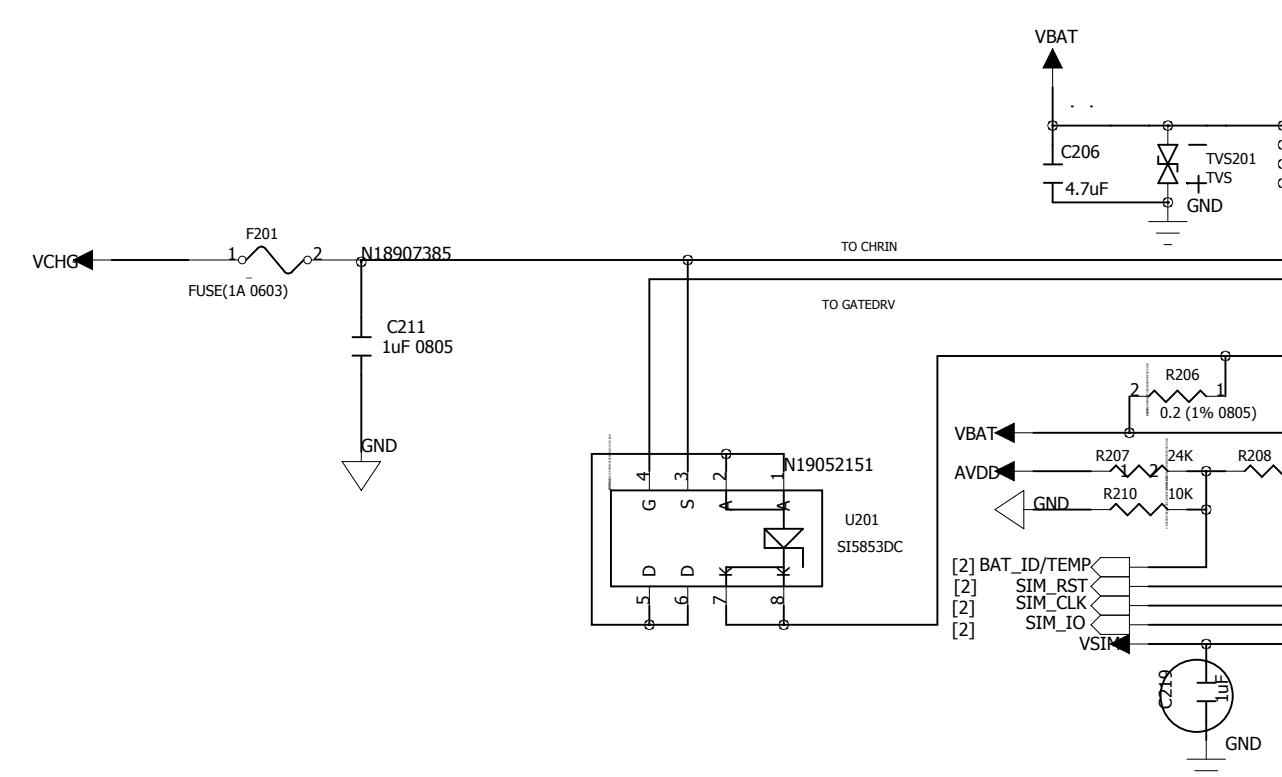 VBAT
C206
4.7uF
TVS201
TVS
GND
F201
1
2
VCHG
FUSE(1A 0603)
N18907385
TO CHRIN
TO GATEDRV
C211
1uF 0805
GND
R206
2
1
0.2 (1% 0805)
VBAT
R207
1
2
24K
R208
AVDD
R210
10K
GND
N19052151
4
3
2
1
G
S
A
A
U201
SI5853DC
D
D
K
K
5
6
7
8
[2] BAT_ID/TEMP
[2] SIM_RST
[2] SIM_CLK
[2] SIM_IO
VSIM
C219
1uF
GND